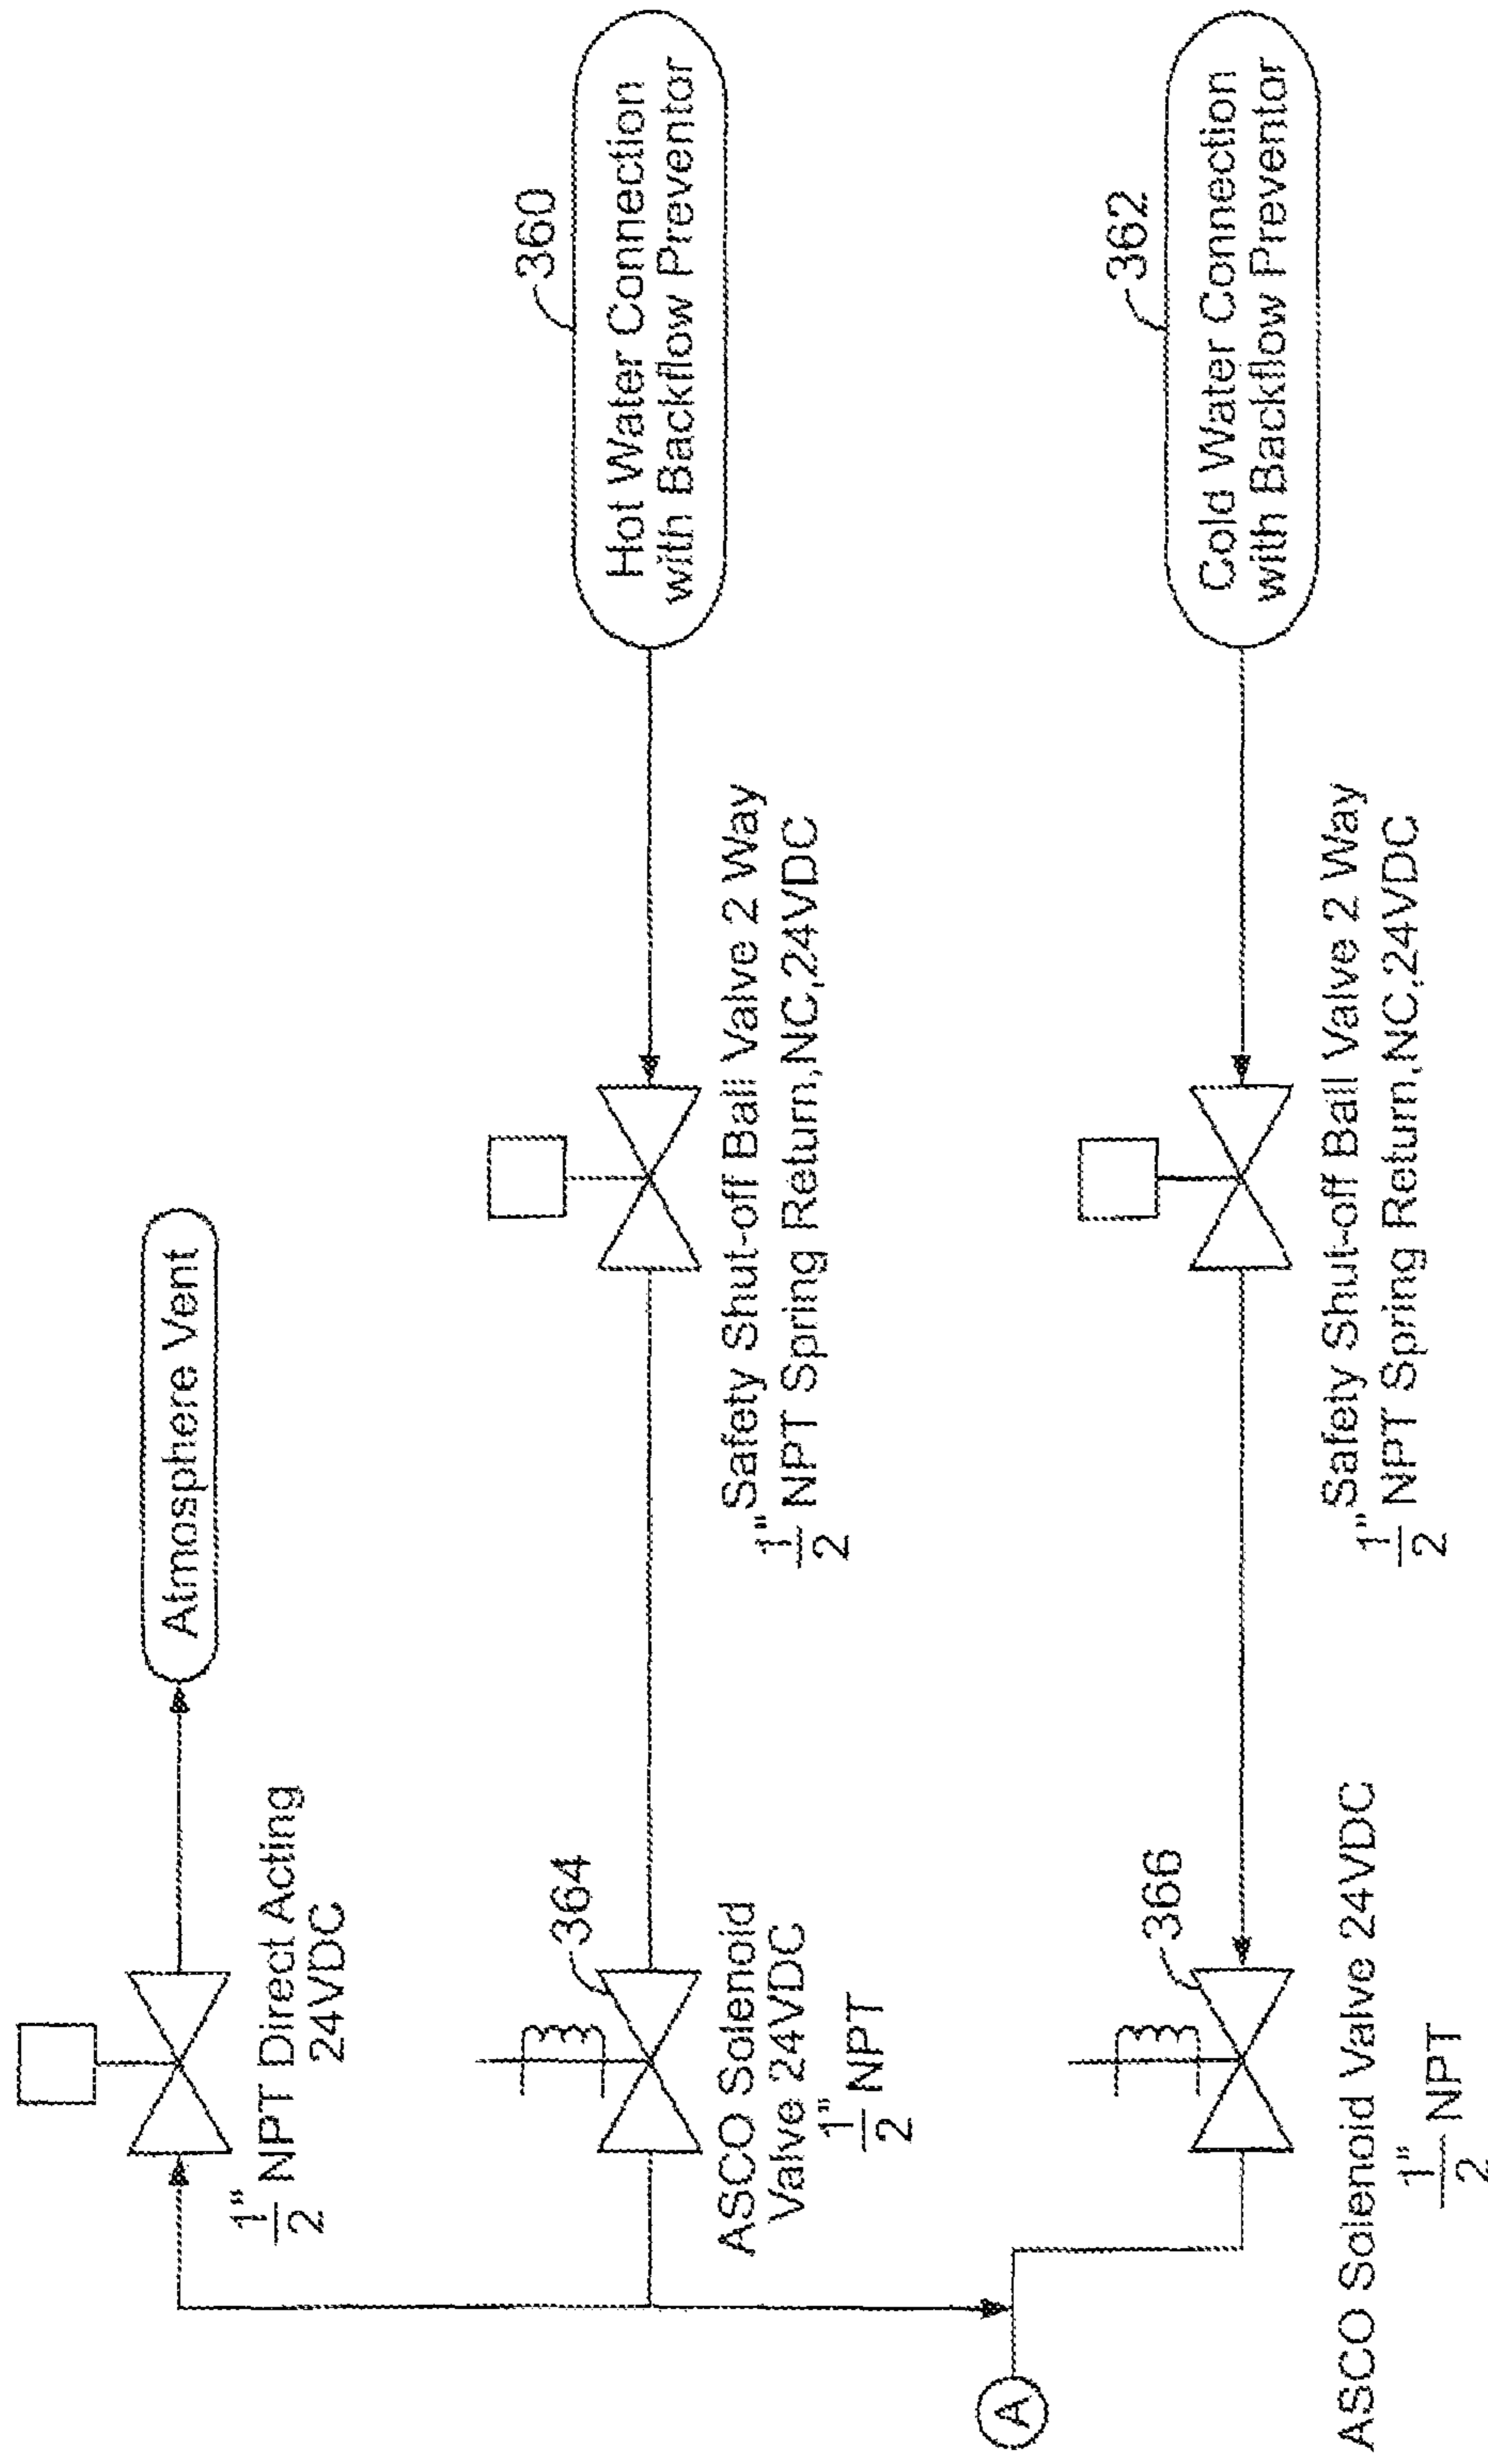 Atmosphere Vent
1"
2 NPT Direct Acting
24VDC
360
Hot Water Connection
with Backflow Preventor
364
ASCO Solenoid
Valve 24VDC
1"
2 NPT
Safety Shut-off Ball Valve 2 Way
1"
2 NPT Spring Return,NC,24VDC
A
362
Cold Water Connection
with Backflow Preventor
366
ASCO Solenoid Valve 24VDC
1"
2 NPT
Safety Shut-off Ball Valve 2 Way
1"
2 NPT Spring Return,NC,24VDC